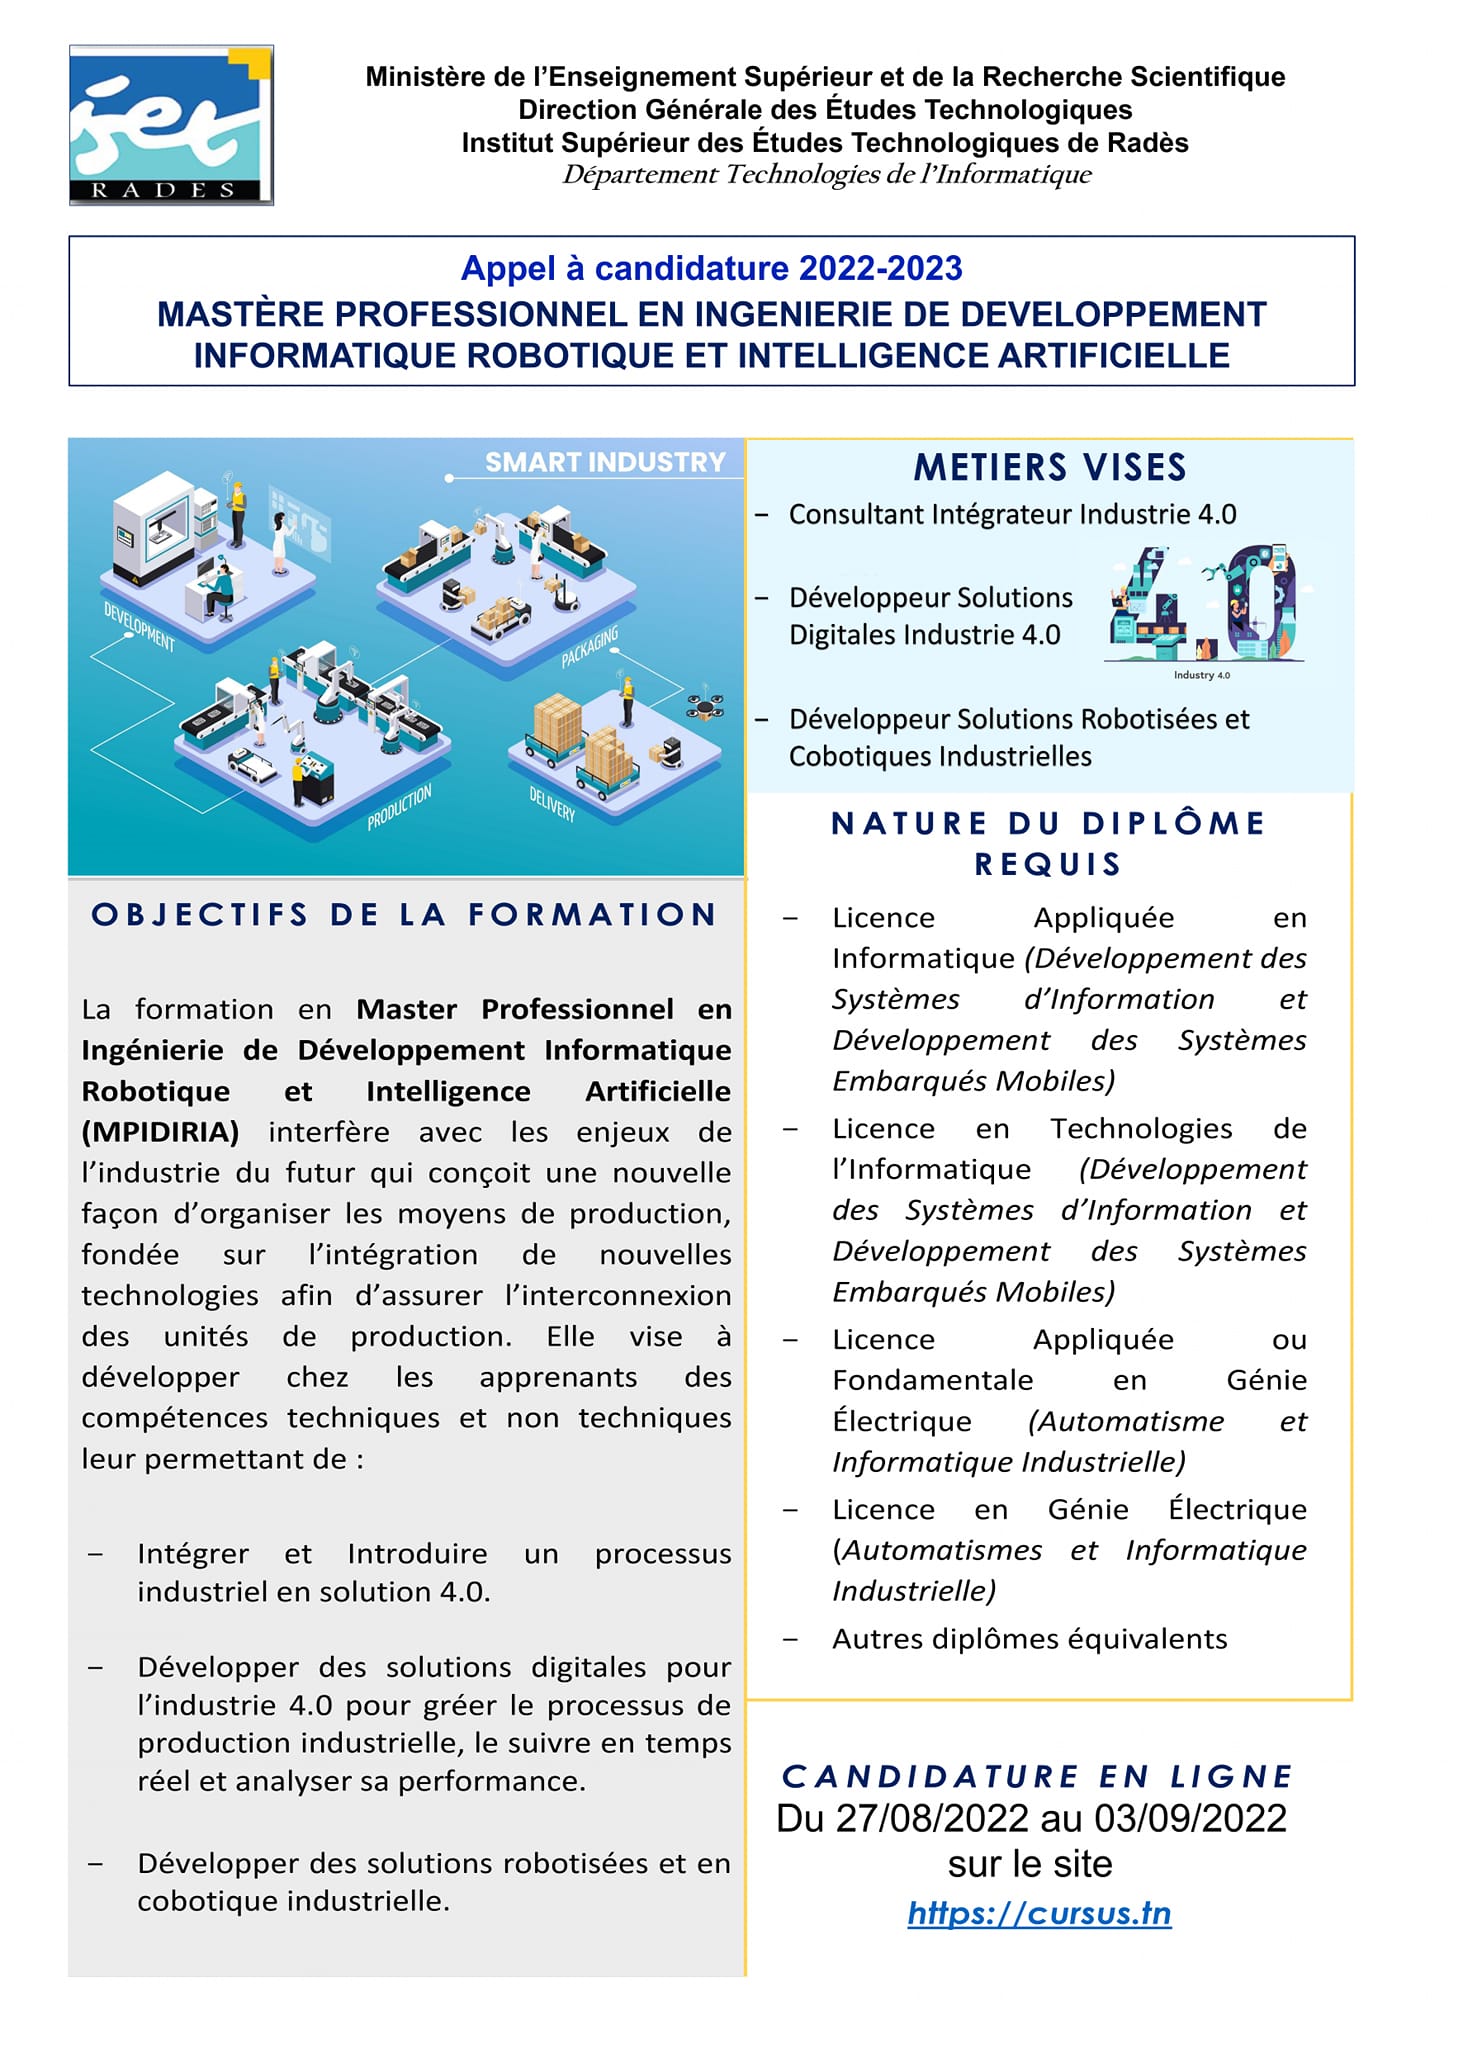 iset
RADES
Ministère de l’Enseignement Supérieur et de la Recherche Scientifique
Direction Générale des Études Technologiques
Institut Supérieur des Études Technologiques de Radès
Département Technologies de l’Informatique
Appel à candidature 2022-2023
MASTÈRE PROFESSIONNEL EN INGENIERIE DE DEVELOPPEMENT
INFORMATIQUE ROBOTIQUE ET INTELLIGENCE ARTIFICIELLE
SMART INDUSTRY
DEVELOPMENT
PACKAGING
PRODUCTION
DELIVERY
OBJECTIFS DE LA FORMATION
La formation en Master Professionnel en
Ingénierie de Développement Informatique
Robotique et Intelligence Artificielle
(MPIDIRIA) interfère avec les enjeux de
l’industrie du futur qui conçoit une nouvelle
façon d’organiser les moyens de production,
fondée sur l’intégration de nouvelles
technologies afin d’assurer l’interconnexion
des unités de production. Elle vise à
développer chez les apprenants des
compétences techniques et non techniques
leur permettant de :
– Intégrer et Introduire un processus
industriel en solution 4.0.
– Développer des solutions digitales pour
l’industrie 4.0 pour gréer le processus de
production industrielle, le suivre en temps
réel et analyser sa performance.
– Développer des solutions robotisées et en
cobotique industrielle.
METIERS VISES
– Consultant Intégrateur Industrie 4.0
– Développeur Solutions
Digitales Industrie 4.0
4.0
Industry 4.0
– Développeur Solutions Robotisées et
Cobotiques Industrielles
NATURE DU DIPLÔME
REQUIS
– Licence Appliquée en
Informatique (Développement des
Systèmes d’Information et
Développement des Systèmes
Embarqués Mobiles)
– Licence en Technologies de
l’Informatique (Développement
des Systèmes d’Information et
Développement des Systèmes
Embarqués Mobiles)
– Licence Appliquée ou
Fondamentale en Génie
Électrique (Automatisme et
Informatique Industrielle)
– Licence en Génie Électrique
(Automatismes et Informatique
Industrielle)
– Autres diplômes équivalents
CANDIDATURE EN LIGNE
Du 27/08/2022 au 03/09/2022
sur le site
https://cursus.tn